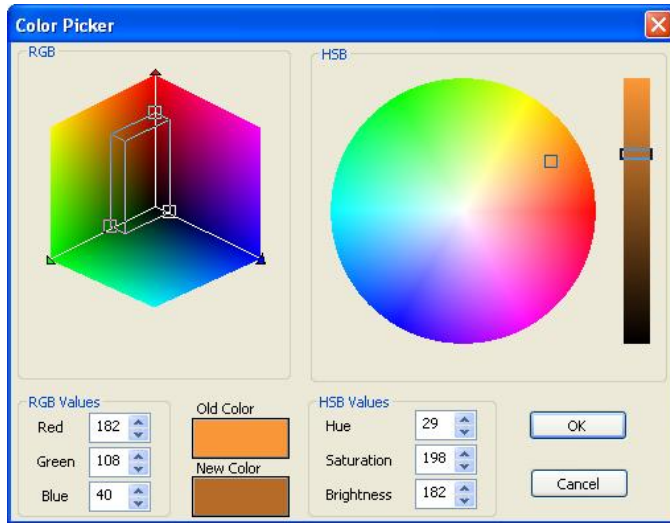 Color Picker
RGB
HSB
RGB Values
Red 182
Green 108
Blue 40
Old Color
New Color
HSB Values
Hue 29
Saturation 198
Brightness 182
OK
Cancel